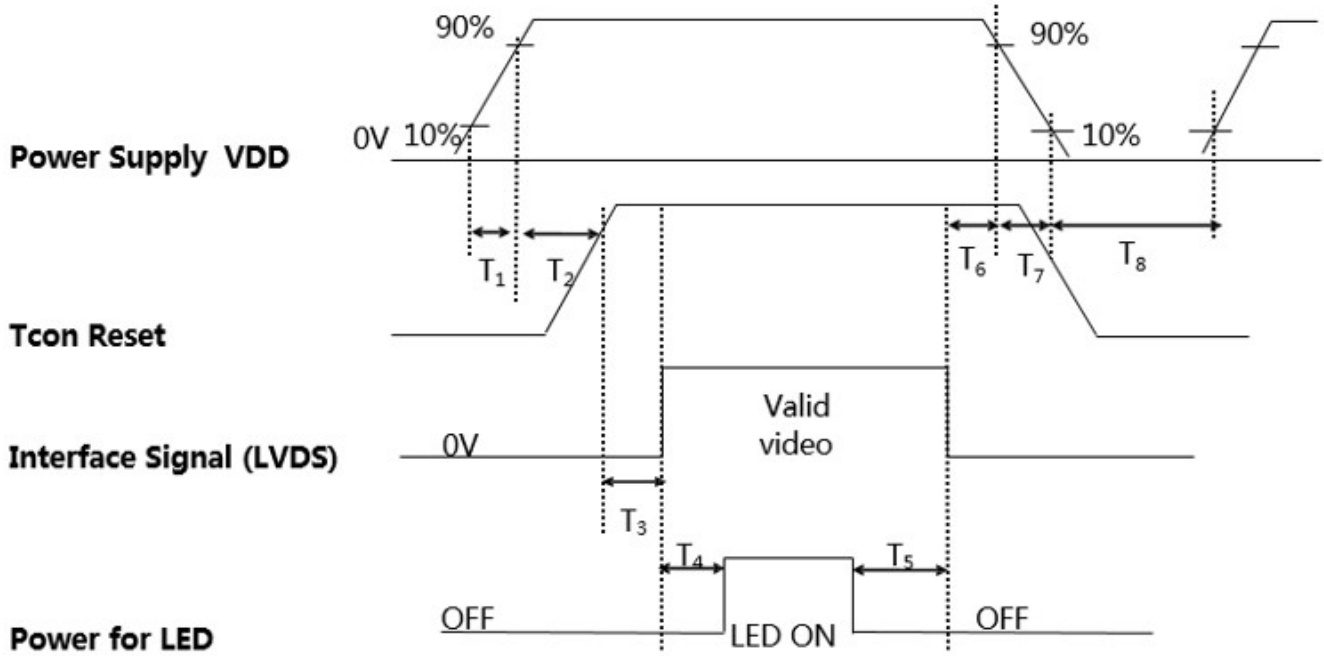 90%
90%
0V 10%
10%
Power Supply VDD
T1
T2
T6
T7
T8
Tcon Reset
Valid
video
0V
Interface Signal (LVDS)
T3
T4
T5
OFF
LED ON
OFF
Power for LED